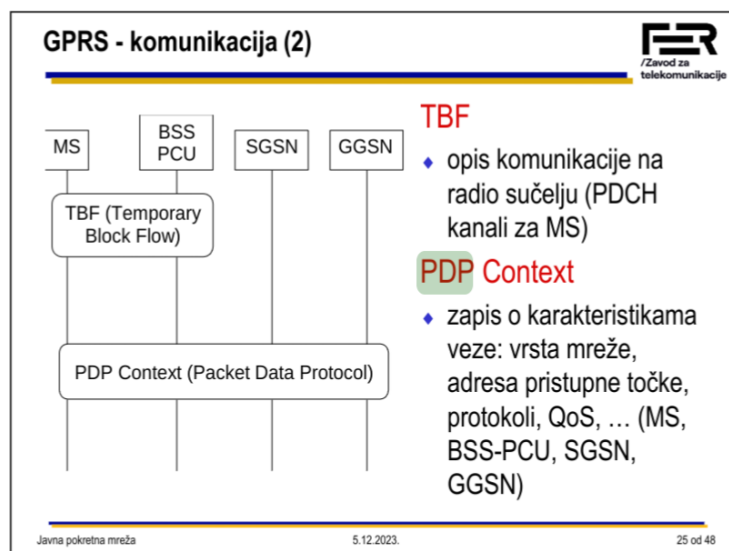 GPRS - komunikacija (2)
FER
/Zavod za
telekomunikacije
MS
BSS
PCU
SGSN
GGSN
TBF (Temporary
Block Flow)
PDP Context (Packet Data Protocol)
TBF
opis komunikacije na
radio sučelju (PDCH
kanali za MS)
PDP Context
zapis o karakteristikama
veze: vrsta mreže,
adresa pristupne točke,
protokoli, QoS, … (MS,
BSS-PCU, SGSN,
GGSN)
Javna pokretna mreža
5.12.2023.
25 od 48